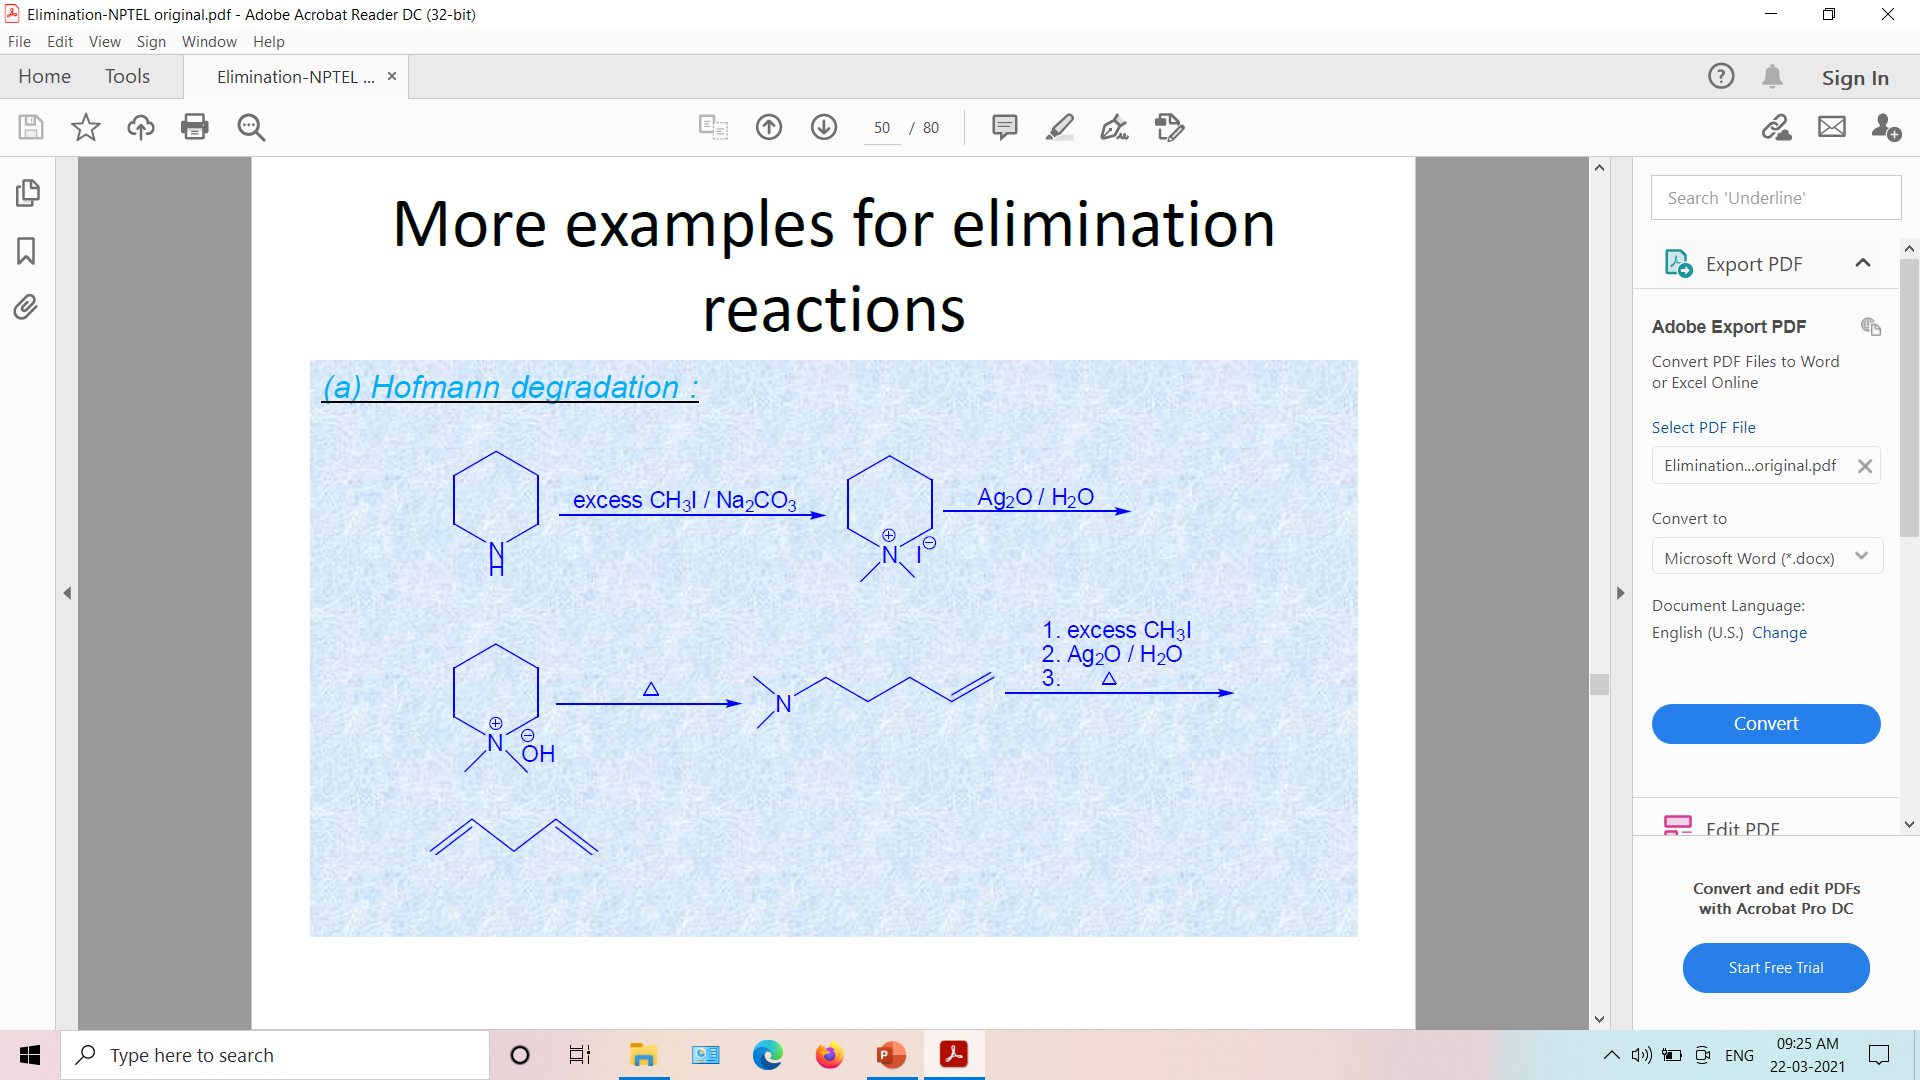 Elimination-NPTEL original.pdf - Adobe Acrobat Reader DC (32-bit)
File Edit View Sign Window Help
Home Tools Elimination-NPTEL ... × ? Sign In
50 / 80
More examples for elimination
reactions
(a) Hofmann degradation :
excess CH3I / Na2CO3
N
H
⊕
N I⊖
Ag2O / H2O
⊕
N ⊖
OH
△
N
1. excess CH3I
2. Ag2O / H2O
3. △
Search 'Underline'
Export PDF
Adobe Export PDF
Convert PDF Files to Word
or Excel Online
Select PDF File
Elimination...original.pdf
Convert to
Microsoft Word (*.docx)
Document Language:
English (U.S.) Change
Convert
Edit PDF
Convert and edit PDFs
with Acrobat Pro DC
Start Free Trial
Type here to search
P
ENG
09:25 AM
22-03-2021